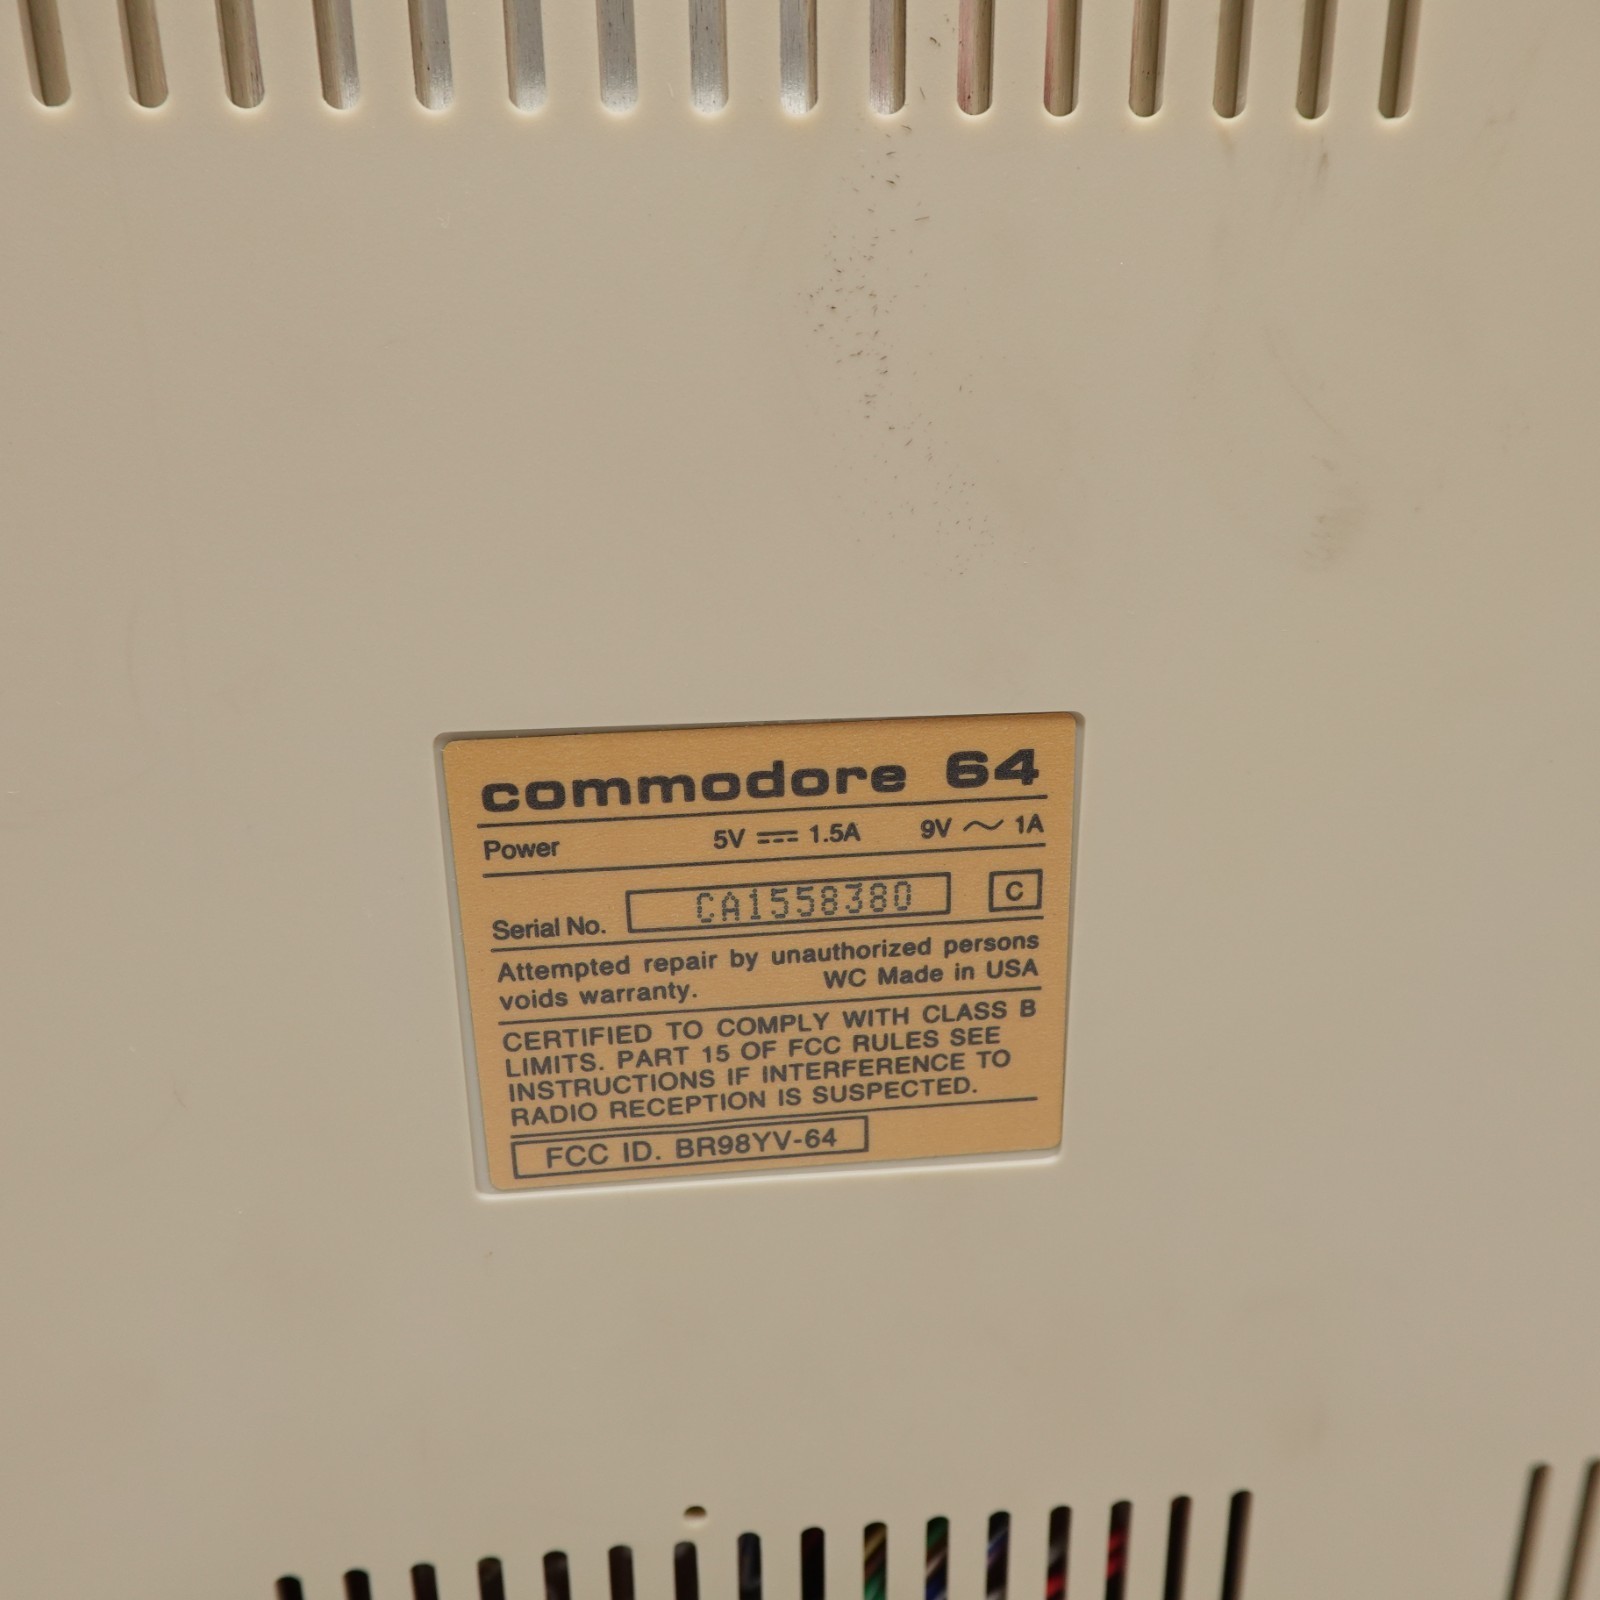 commodore 64
Power 5V ⎓ 1.5A 9V ~ 1A
Serial No. CA1558380 C
Attempted repair by unauthorized persons
voids warranty. WC Made in USA
CERTIFIED TO COMPLY WITH CLASS B
LIMITS. PART 15 OF FCC RULES SEE
INSTRUCTIONS IF INTERFERENCE TO
RADIO RECEPTION IS SUSPECTED.
FCC ID. BR98YV-64